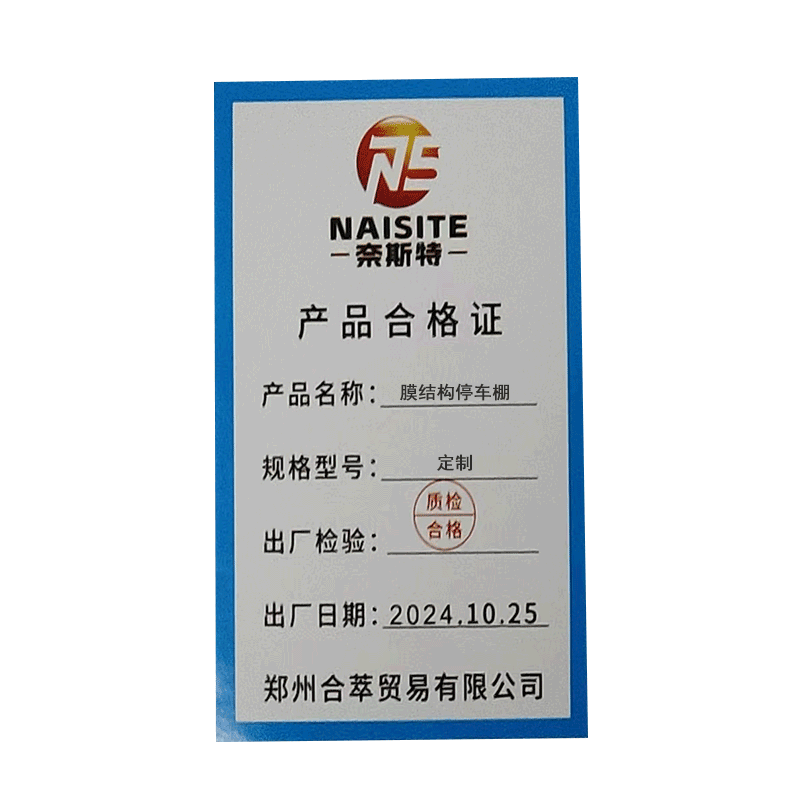 NS
NAISITE
奈斯特
产品合格证
产品名称：膜结构停车棚
规格型号：定制
质检
合格
出厂检验：
出厂日期：2024.10.25
郑州合萃贸易有限公司